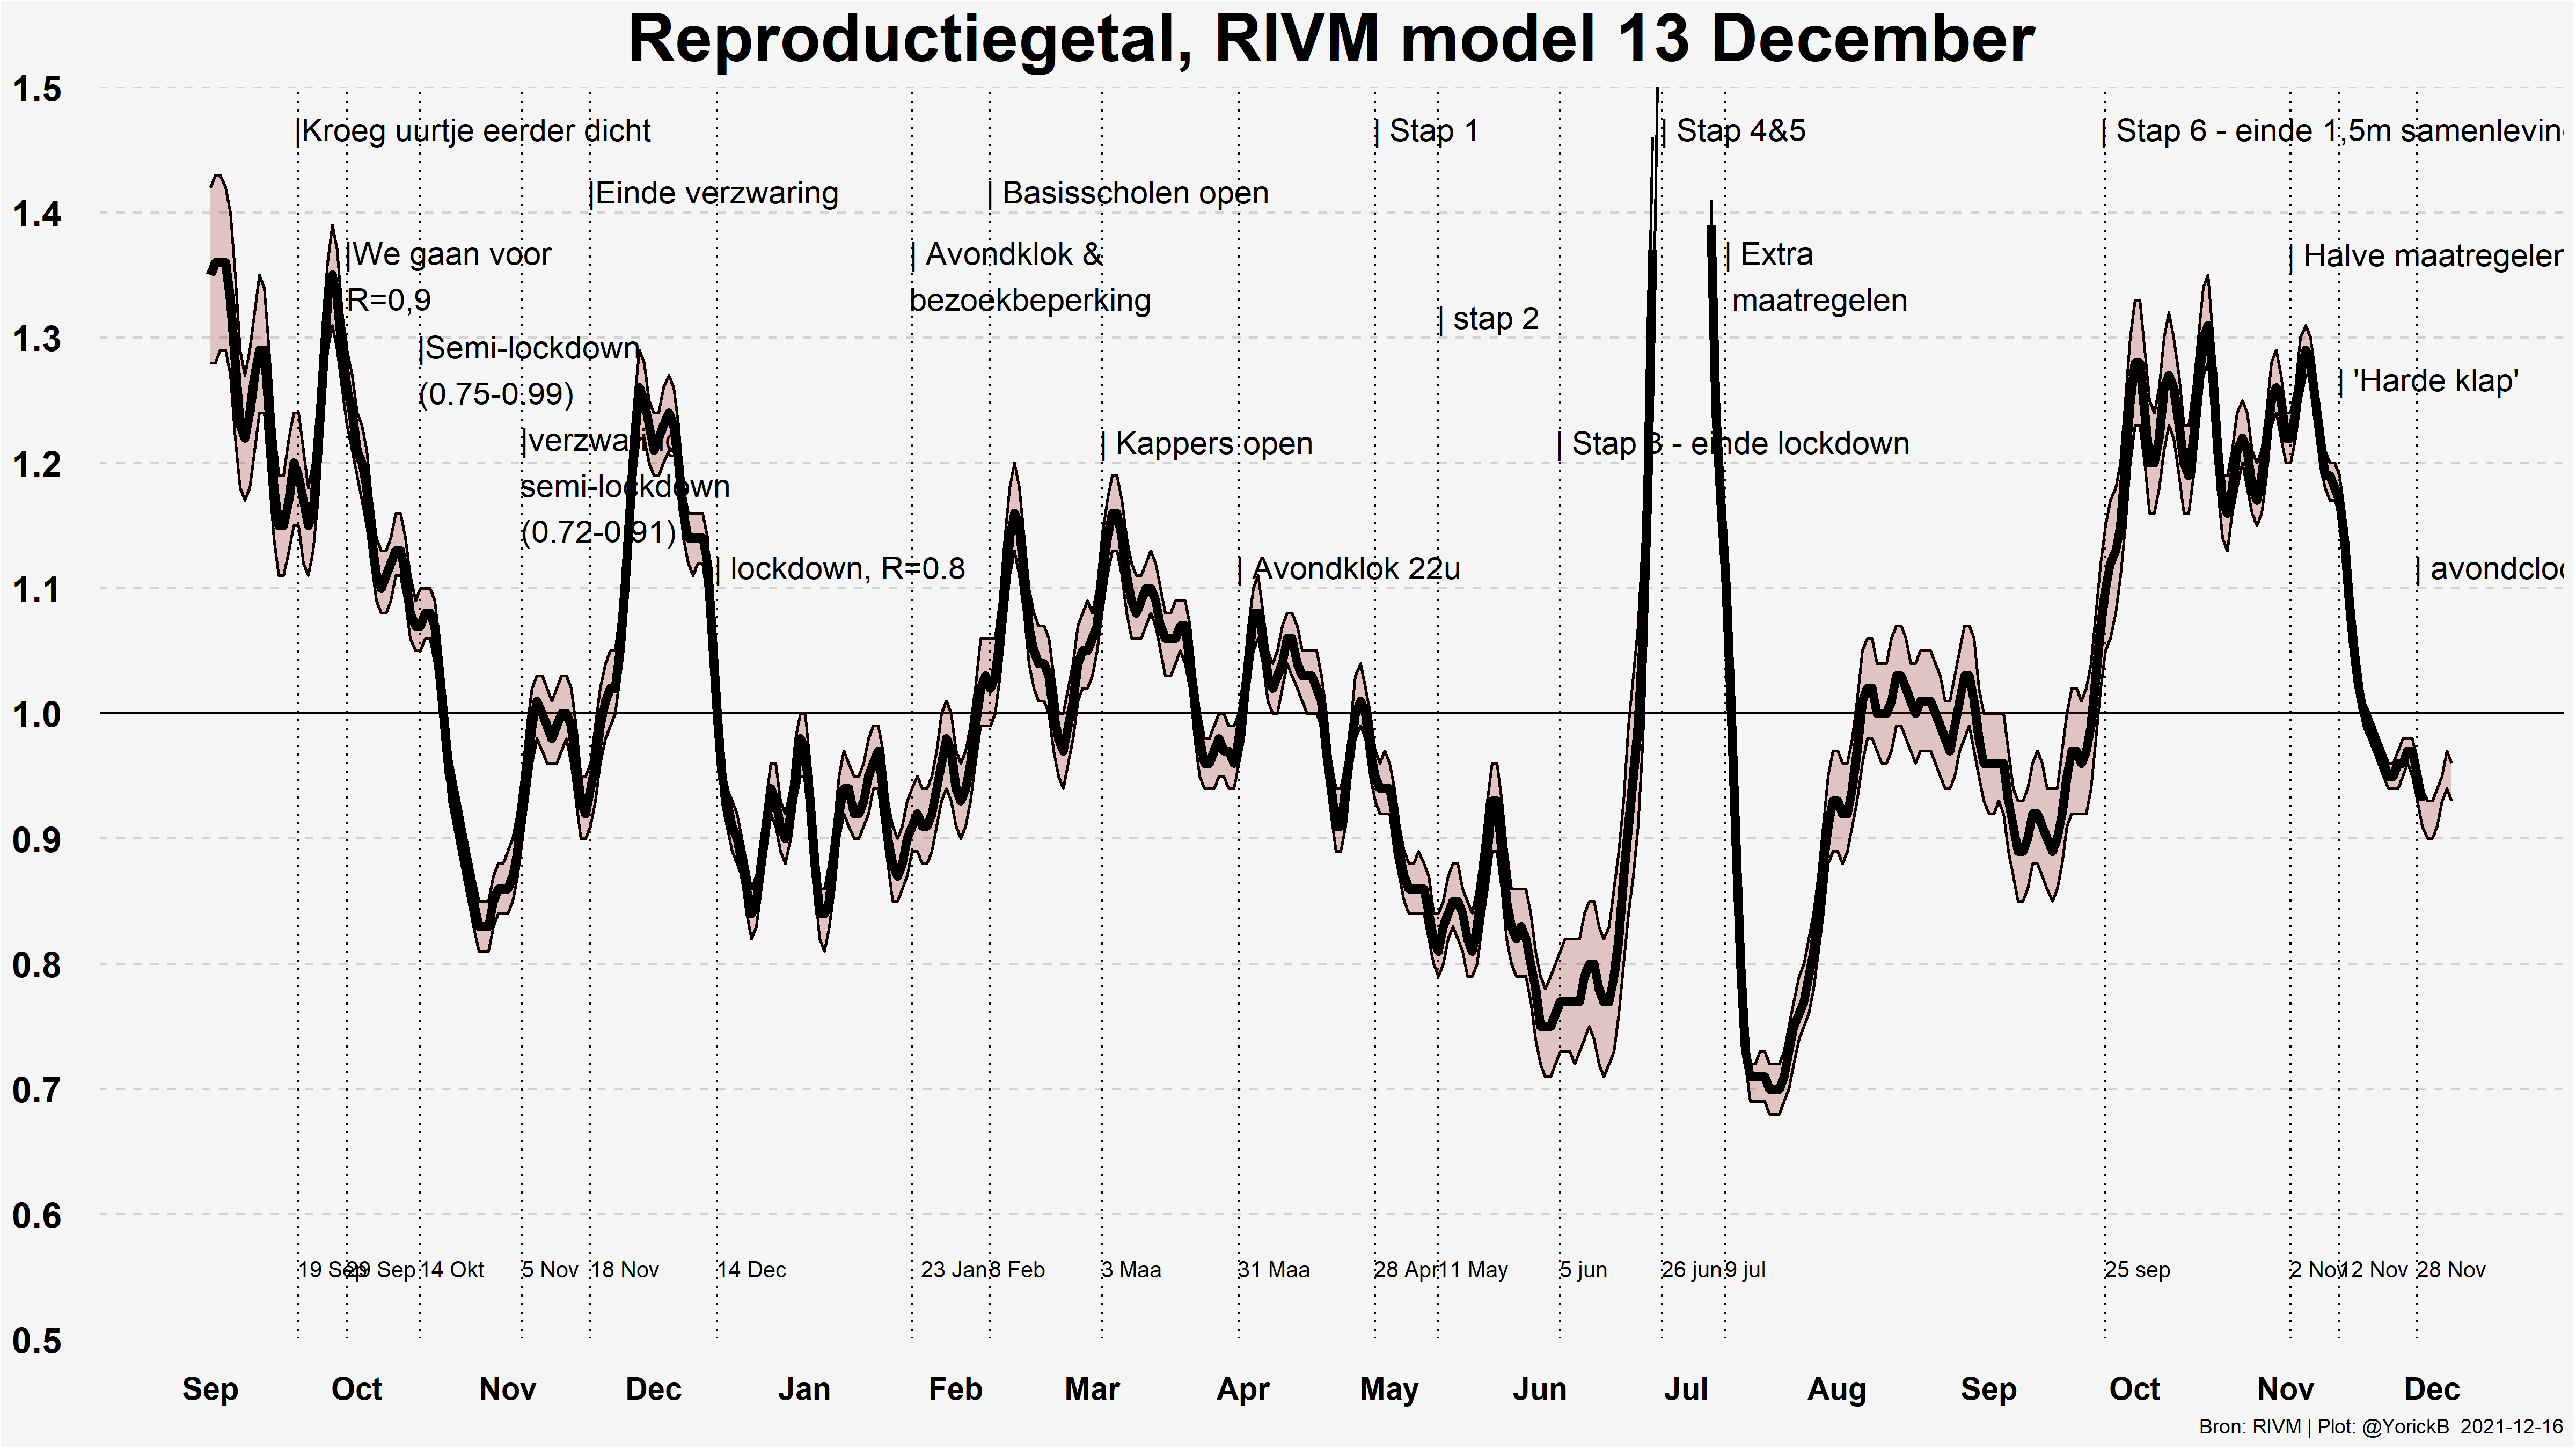 Reproductiegetal, RIVM model 13 December
1.5
1.4
1.3
1.2
1.1
1.0
0.9
0.8
0.7
0.6
0.5
|Kroeg uurtje eerder dicht
| Stap 1
| Stap 4&5
| Stap 6 - einde 1,5m samenleving
|Einde verzwaring
| Basisscholen open
|We gaan voor
R=0,9
| Avondklok &
bezoekbeperking
| Extra
maatregelen
| Halve maatregelen
| stap 2
|Semi-lockdown
(0.75-0.99)
| 'Harde klap'
|verzwaring
semi-lockdown
(0.72-0.91)
| Kappers open
| Stap 3 - einde lockdown
| lockdown, R=0.8
| Avondklok 22u
| avondcloc
19 Sep
29 Sep
14 Okt
5 Nov
18 Nov
14 Dec
23 Jan
8 Feb
3 Maa
31 Maa
28 Apr
11 May
5 jun
26 jun
9 jul
25 sep
2 Nov
12 Nov
28 Nov
Sep Oct Nov Dec Jan Feb Mar Apr May Jun Jul Aug Sep Oct Nov Dec
Bron: RIVM | Plot: @YorickB 2021-12-16